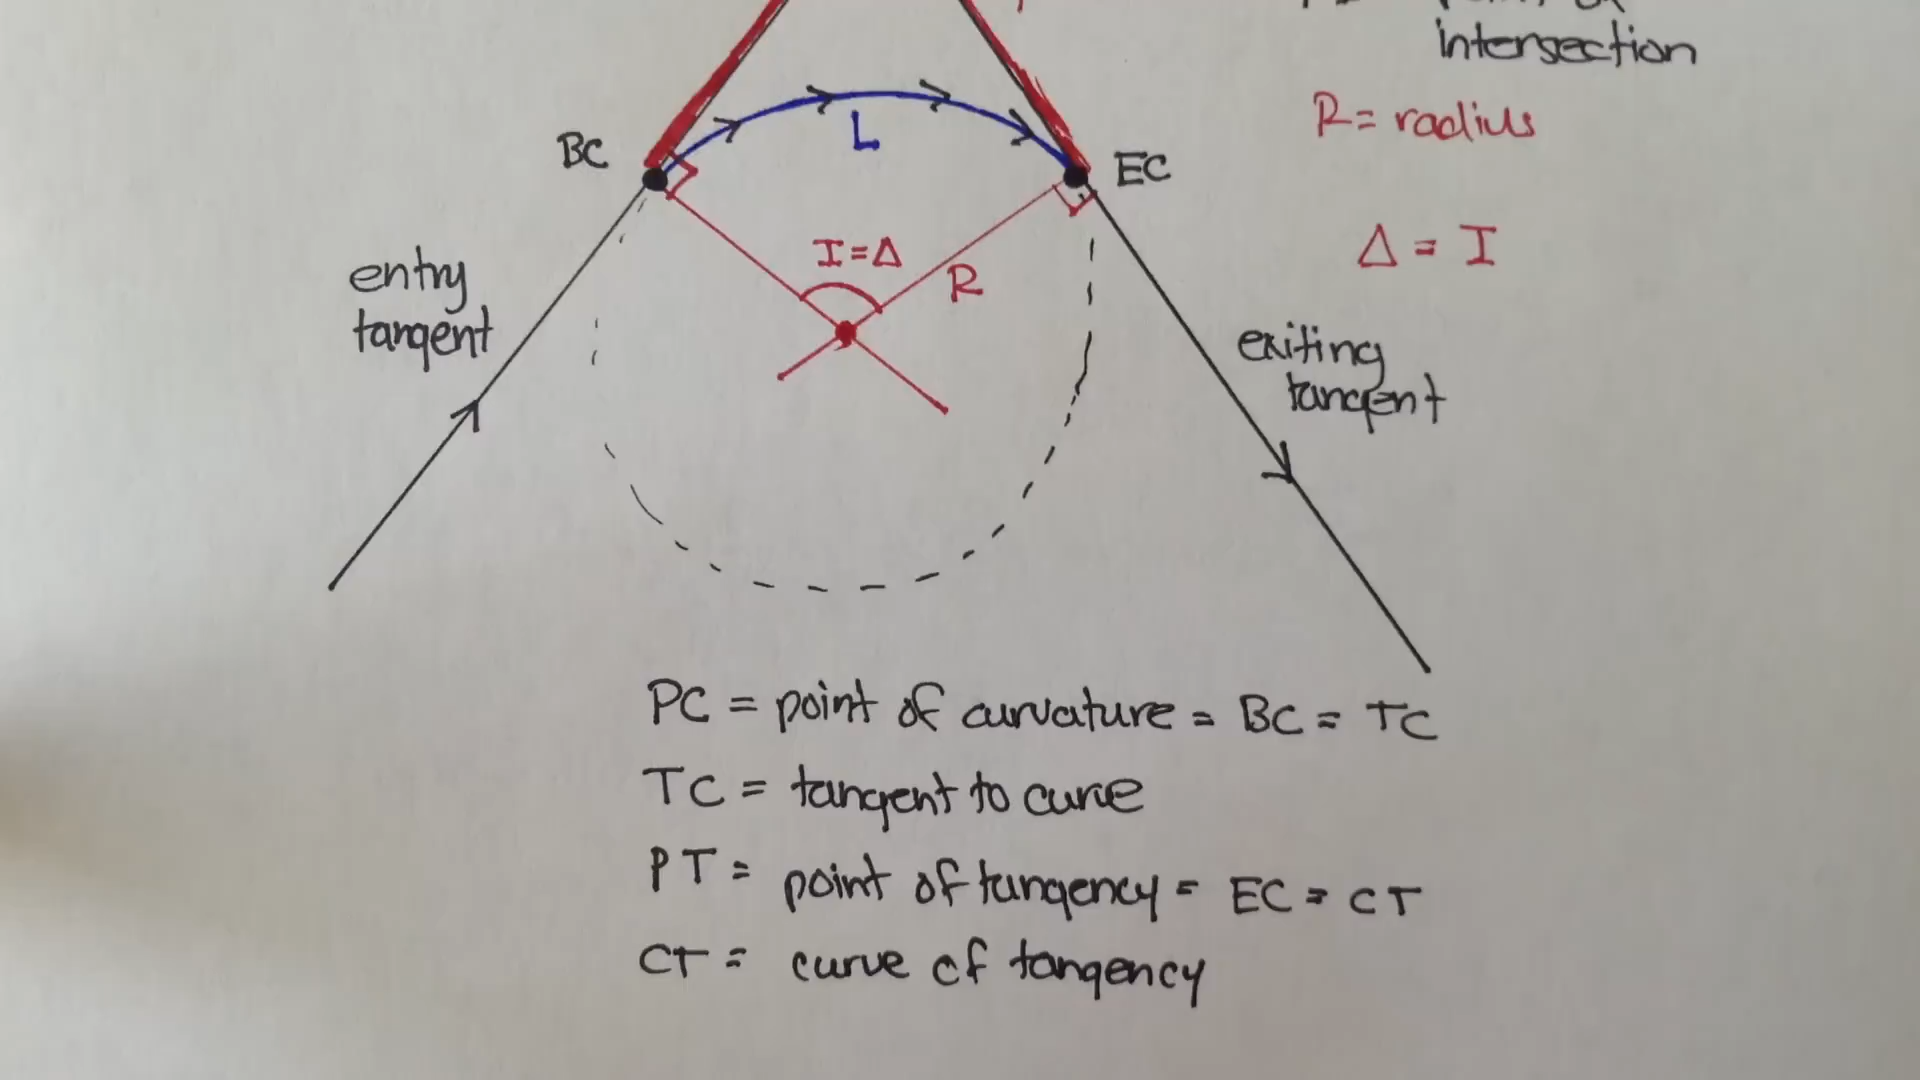 intersection
R = radius
BC
L
EC
I = Δ
R
Δ = I
entry
tangent
exiting
tangent
PC = point of curvature = BC = TC
TC = tangent to curve
PT = point of tangency = EC = CT
CT = curve of tangency